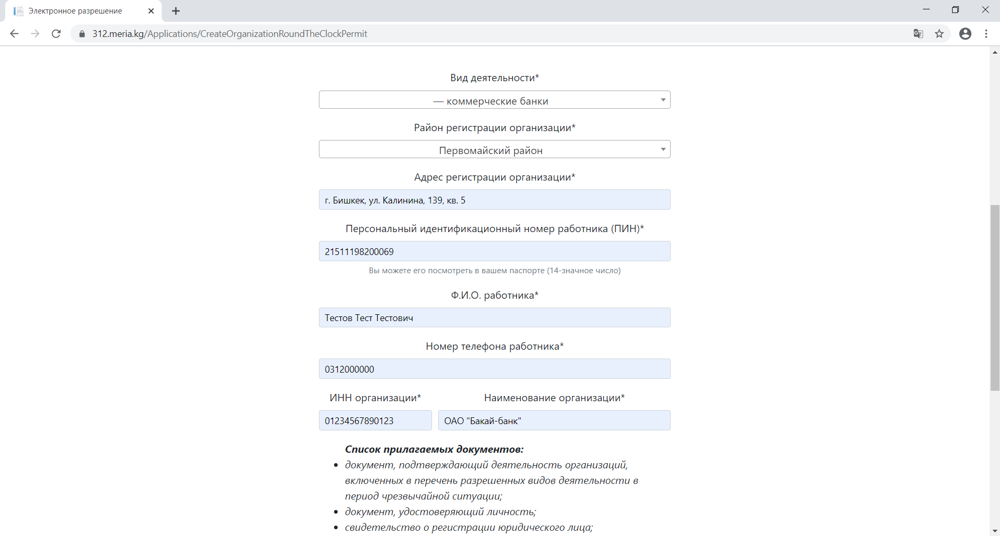 Электронное разрешение
312.meria.kg/Applications/CreateOrganizationRoundTheClockPermit
Вид деятельности*
— коммерческие банки
Район регистрации организации*
Первомайский район
Адрес регистрации организации*
г. Бишкек, ул. Калинина, 139, кв. 5
Персональный идентификационный номер работника (ПИН)*
21511198200069
Вы можете его посмотреть в вашем паспорте (14-значное число)
Ф.И.О. работника*
Тестов Тест Тестович
Номер телефона работника*
0312000000
ИНН организации* Наименование организации*
01234567890123 ОАО "Бакай-банк"
Список прилагаемых документов:
• документ, подтверждающий деятельность организаций,
включенных в перечень разрешенных видов деятельности в
период чрезвычайной ситуации;
• документ, удостоверяющий личность;
• свидетельство о регистрации юридического лица;